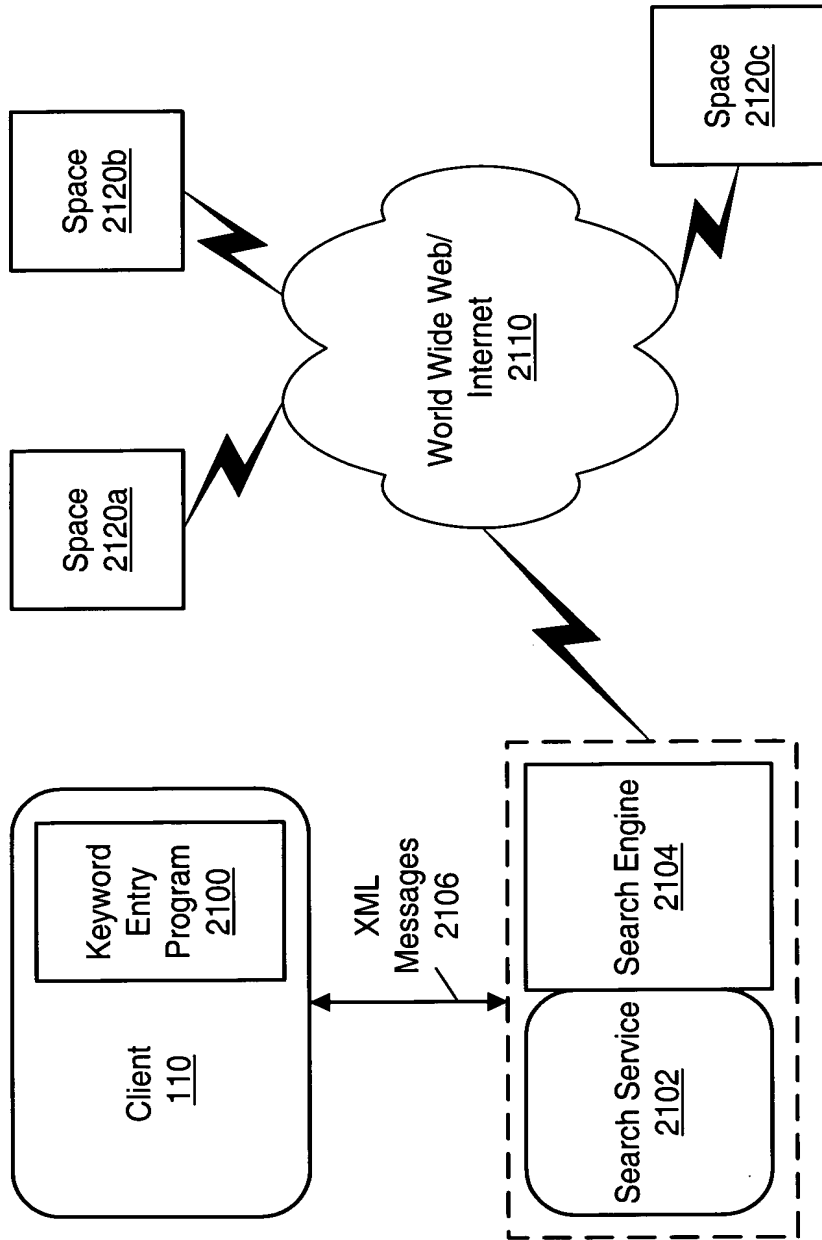 Client
110
Keyword
Entry
Program
2100
XML
Messages
2106
Search Service
2102
Search Engine
2104
World Wide Web/
Internet
2110
Space
2120a
Space
2120b
Space
2120c